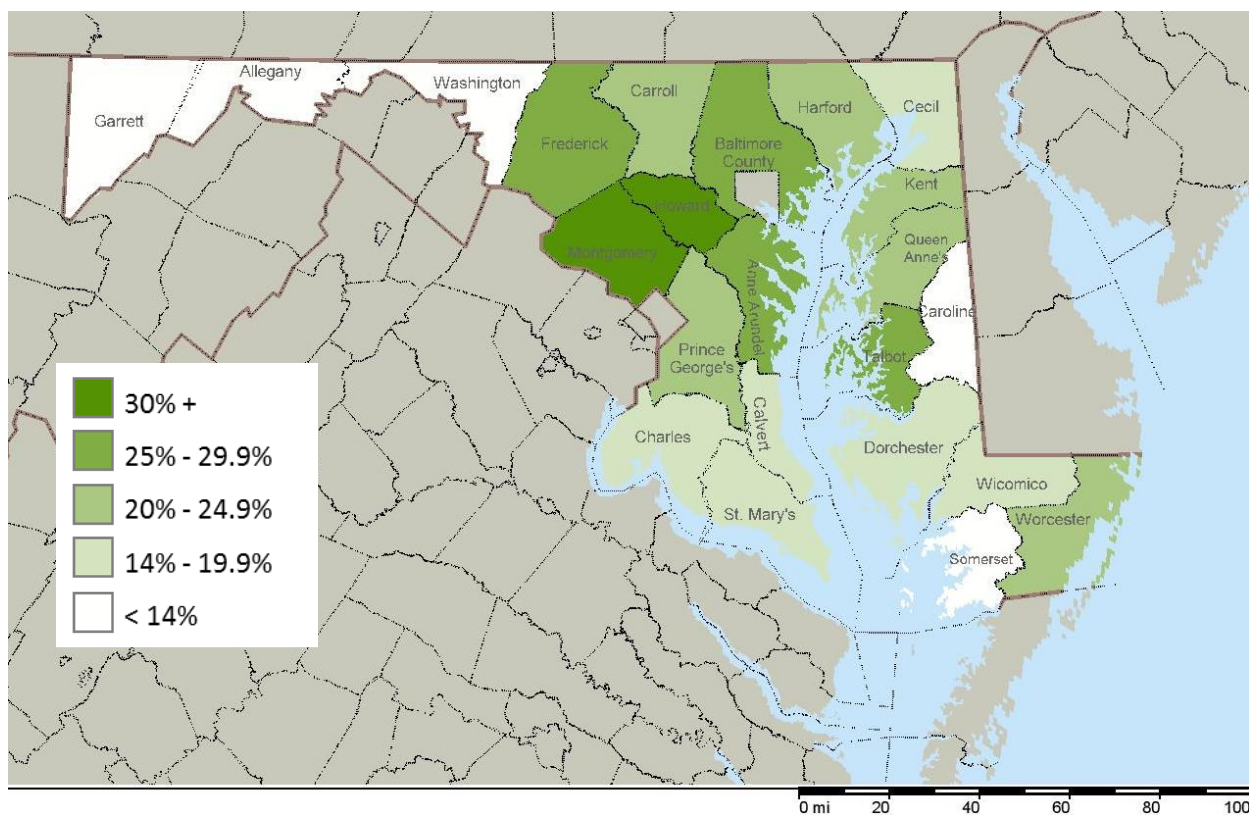 Garrett
Allegany
Washington
Frederick
Carroll
Baltimore
County
Harford
Cecil
Kent
Queen
Anne's
Caroline
Talbot
Howard
Montgomery
Anne Arundel
Prince
George's
Calvert
Charles
St. Mary's
Dorchester
Wicomico
Worcester
Somerset
30% +
25% - 29.9%
20% - 24.9%
14% - 19.9%
< 14%
0 mi 20 40 60 80 100